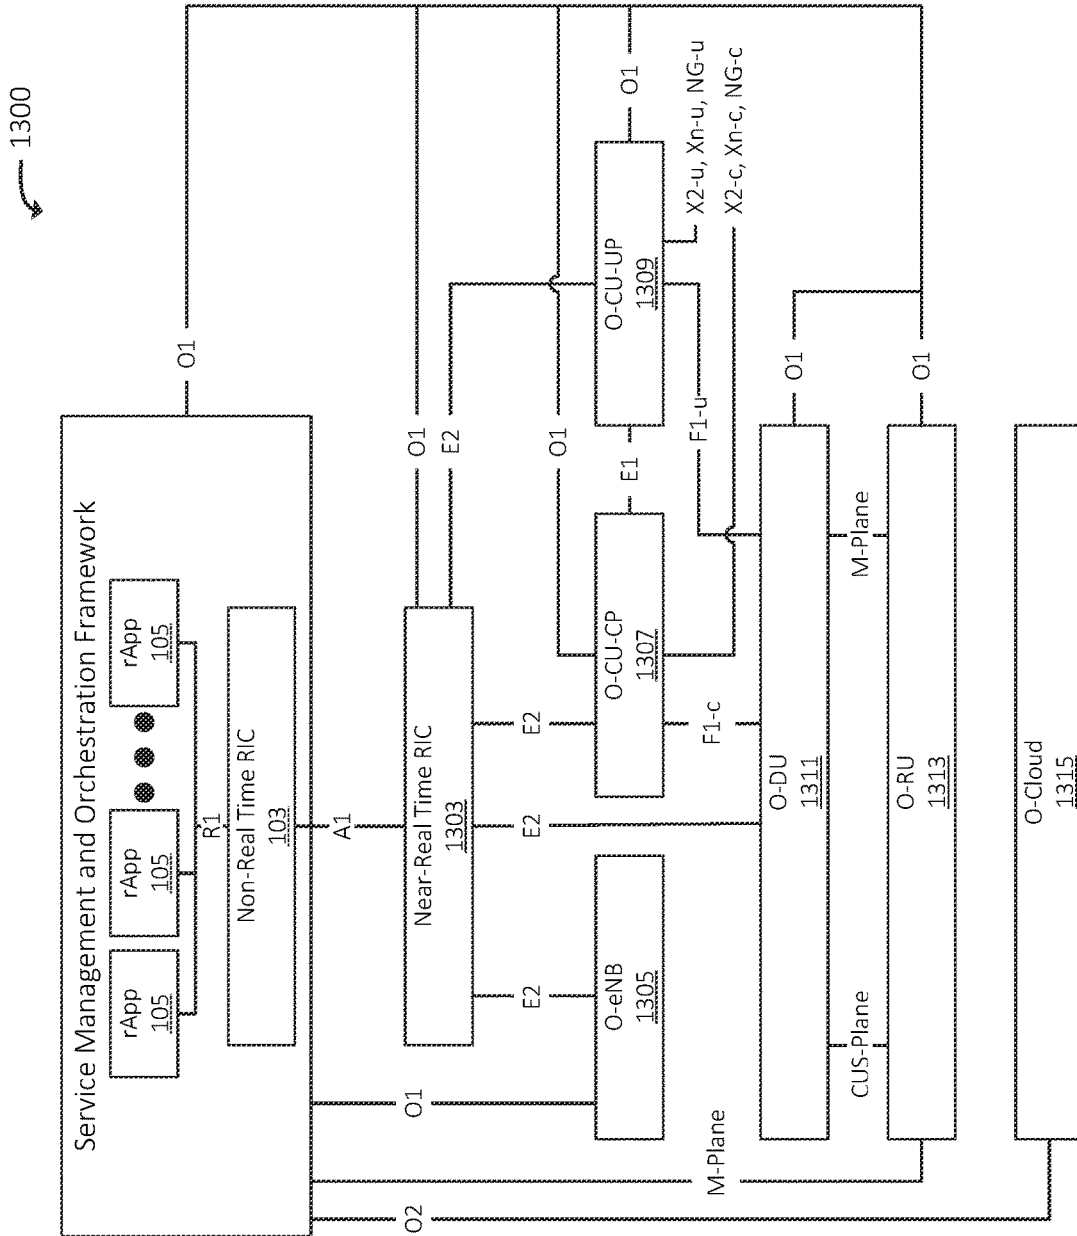 1300
Service Management and Orchestration Framework
rApp
105
rApp
105
rApp
105
R1
Non-Real Time RIC
103
O1
A1
O2
M-Plane
O1
Near-Real Time RIC
1303
O1
E2
E2
E2
E2
O1
O1
O-eNB
1305
O-CU-CP
1307
E1
O-CU-UP
1309
X2-u, Xn-u, NG-u
X2-c, Xn-c, NG-c
F1-c
F1-u
O-DU
1311
O1
CUS-Plane
M-Plane
O-RU
1313
O1
O-Cloud
1315